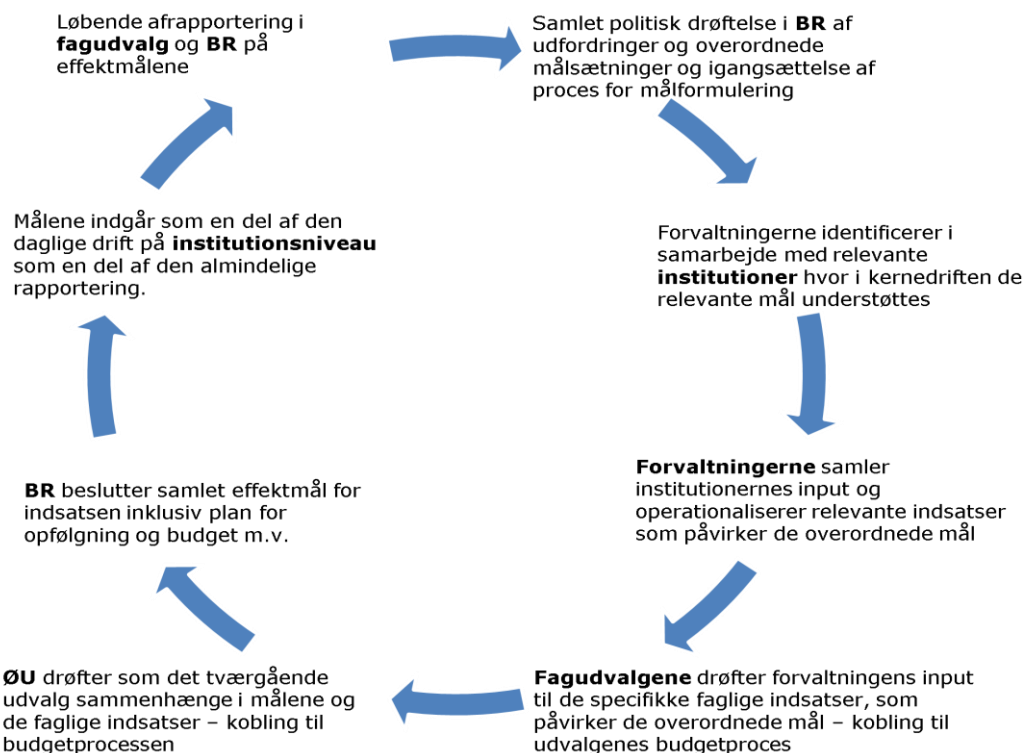 Løbende afrapportering i
fagudvalg og BR på
effektmålene
Samlet politisk drøftelse i BR af
udfordringer og overordnede
målsætninger og igangsættelse af
proces for målformulering
Forvaltningerne identificerer i
samarbejde med relevante
institutioner hvor i kernedriften de
relevante mål understøttes
Forvaltningerne samler
institutionernes input og
operationaliserer relevante indsatser
som påvirker de overordnede mål
Fagudvalgene drøfter forvaltningens input
til de specifikke faglige indsatser, som
påvirker de overordnede mål – kobling til
udvalgenes budgetproces
ØU drøfter som det tværgående
udvalg sammenhænge i målene og
de faglige indsatser – kobling til
budgetprocessen
BR beslutter samlet effektmål for
indsatsen inklusiv plan for
opfølgning og budget m.v.
Målene indgår som en del af den
daglige drift på institutionsniveau
som en del af den almindelige
rapportering.